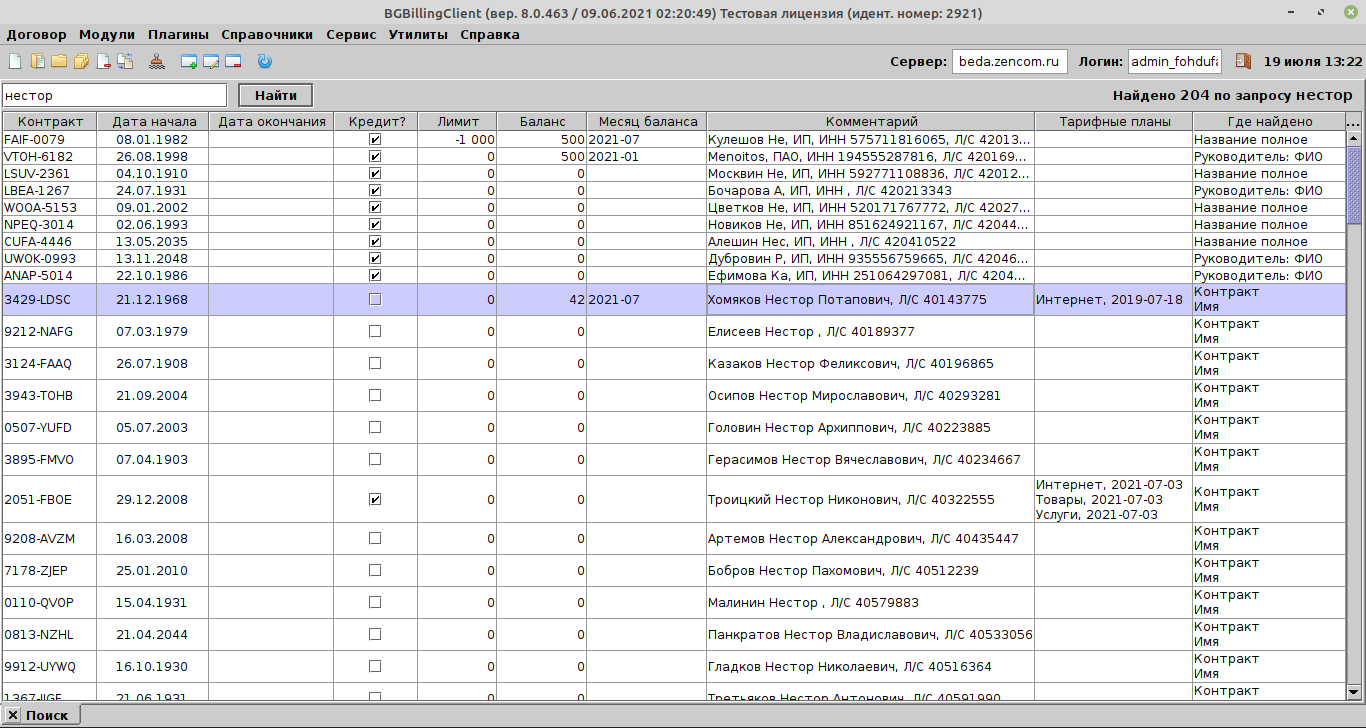 BGBillingClient (вер. 8.0.463 / 09.06.2021 02:20:49) Тестовая лицензия (идент. номер: 2921)
Договор Модули Плагины Справочники Сервис Утилиты Справка
Сервер: beda.zencom.ru Логин: admin_fohdufa 19 июля 13:22
нестор Найти Найдено 204 по запросу нестор
Контракт Дата начала Дата окончания Кредит? Лимит Баланс Месяц баланса Комментарий Тарифные планы Где найдено ...
FAIF-0079 08.01.1982 -1 000 500 2021-07 Кулешов Не, ИП, ИНН 575711816065, Л/С 42013... Название полное
VTOH-6182 26.08.1998 0 500 2021-01 Menoitos, ПАО, ИНН 194555287816, Л/С 420169... Руководитель: ФИО
LSUV-2361 04.10.1910 0 0 Москвин Не, ИП, ИНН 592771108836, Л/С 42012... Название полное
LBEA-1267 24.07.1931 0 0 Бочарова А, ИП, ИНН , Л/С 420213343 Руководитель: ФИО
WOOA-5153 09.01.2002 0 0 Цветков Не, ИП, ИНН 520171767772, Л/С 42027... Название полное
NPEQ-3014 02.06.1993 0 0 Новиков Не, ИП, ИНН 851624921167, Л/С 42044... Название полное
CUFA-4446 13.05.2035 0 0 Алешин Нес, ИП, ИНН , Л/С 420410522 Название полное
UWOK-0993 13.11.2048 0 0 Дубровин Р, ИП, ИНН 935556759665, Л/С 42046... Руководитель: ФИО
ANAP-5014 22.10.1986 0 0 Ефимова Ка, ИП, ИНН 251064297081, Л/С 4204... Руководитель: ФИО
3429-LDSC 21.12.1968 0 42 2021-07 Хомяков Нестор Потапович, Л/С 40143775 Интернет, 2019-07-18 Контракт
Имя
9212-NAFG 07.03.1979 0 0 Елисеев Нестор , Л/С 40189377 Контракт
Имя
3124-FAAQ 26.07.1908 0 0 Казаков Нестор Феликсович, Л/С 40196865 Контракт
Имя
3943-TOHB 21.09.2004 0 0 Осипов Нестор Мирославович, Л/С 40293281 Контракт
Имя
0507-YUFD 05.07.2003 0 0 Головин Нестор Архиппович, Л/С 40223885 Контракт
Имя
3895-FMVO 07.04.1903 0 0 Герасимов Нестор Вячеславович, Л/С 40234667 Контракт
Имя
2051-FBOE 29.12.2008 0 0 Троицкий Нестор Никонович, Л/С 40322555 Интернет, 2021-07-03
Товары, 2021-07-03
Услуги, 2021-07-03
Контракт
Имя
9208-AVZM 16.03.2008 0 0 Артемов Нестор Александрович, Л/С 40435447 Контракт
Имя
7178-ZJEP 25.01.2010 0 0 Бобров Нестор Пахомович, Л/С 40512239 Контракт
Имя
0110-QVOP 15.04.1931 0 0 Малинин Нестор , Л/С 40579883 Контракт
Имя
0813-NZHL 21.04.2044 0 0 Панкратов Нестор Владиславович, Л/С 40533056 Контракт
Имя
9912-UYWQ 16.10.1930 0 0 Гладков Нестор Николаевич, Л/С 40516364 Контракт
Имя
21.06.1931 0 0 Третьяков Нестор Антонович, Л/С 40591990 Контракт
Поиск